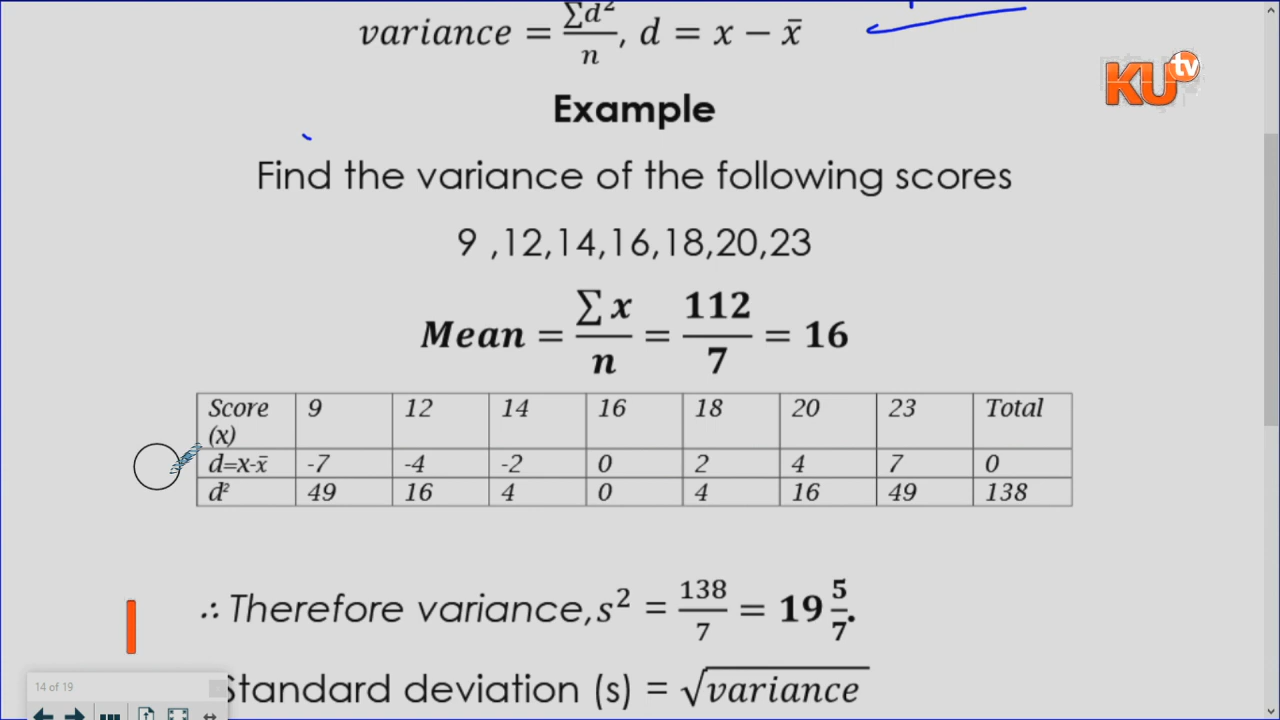 variance = ∑d²/n, d = x − x̄
KU tv
Example
Find the variance of the following scores
9 ,12,14,16,18,20,23
Mean = ∑ x/n = 112/7 = 16
Score (x) 9 12 14 16 18 20 23 Total
d=x-x̄ -7 -4 -2 0 2 4 7 0
d² 49 16 4 0 4 16 49 138
∴ Therefore variance,s² = 138/7 = 19 5/7.
Standard deviation (s) = √variance
14 of 19